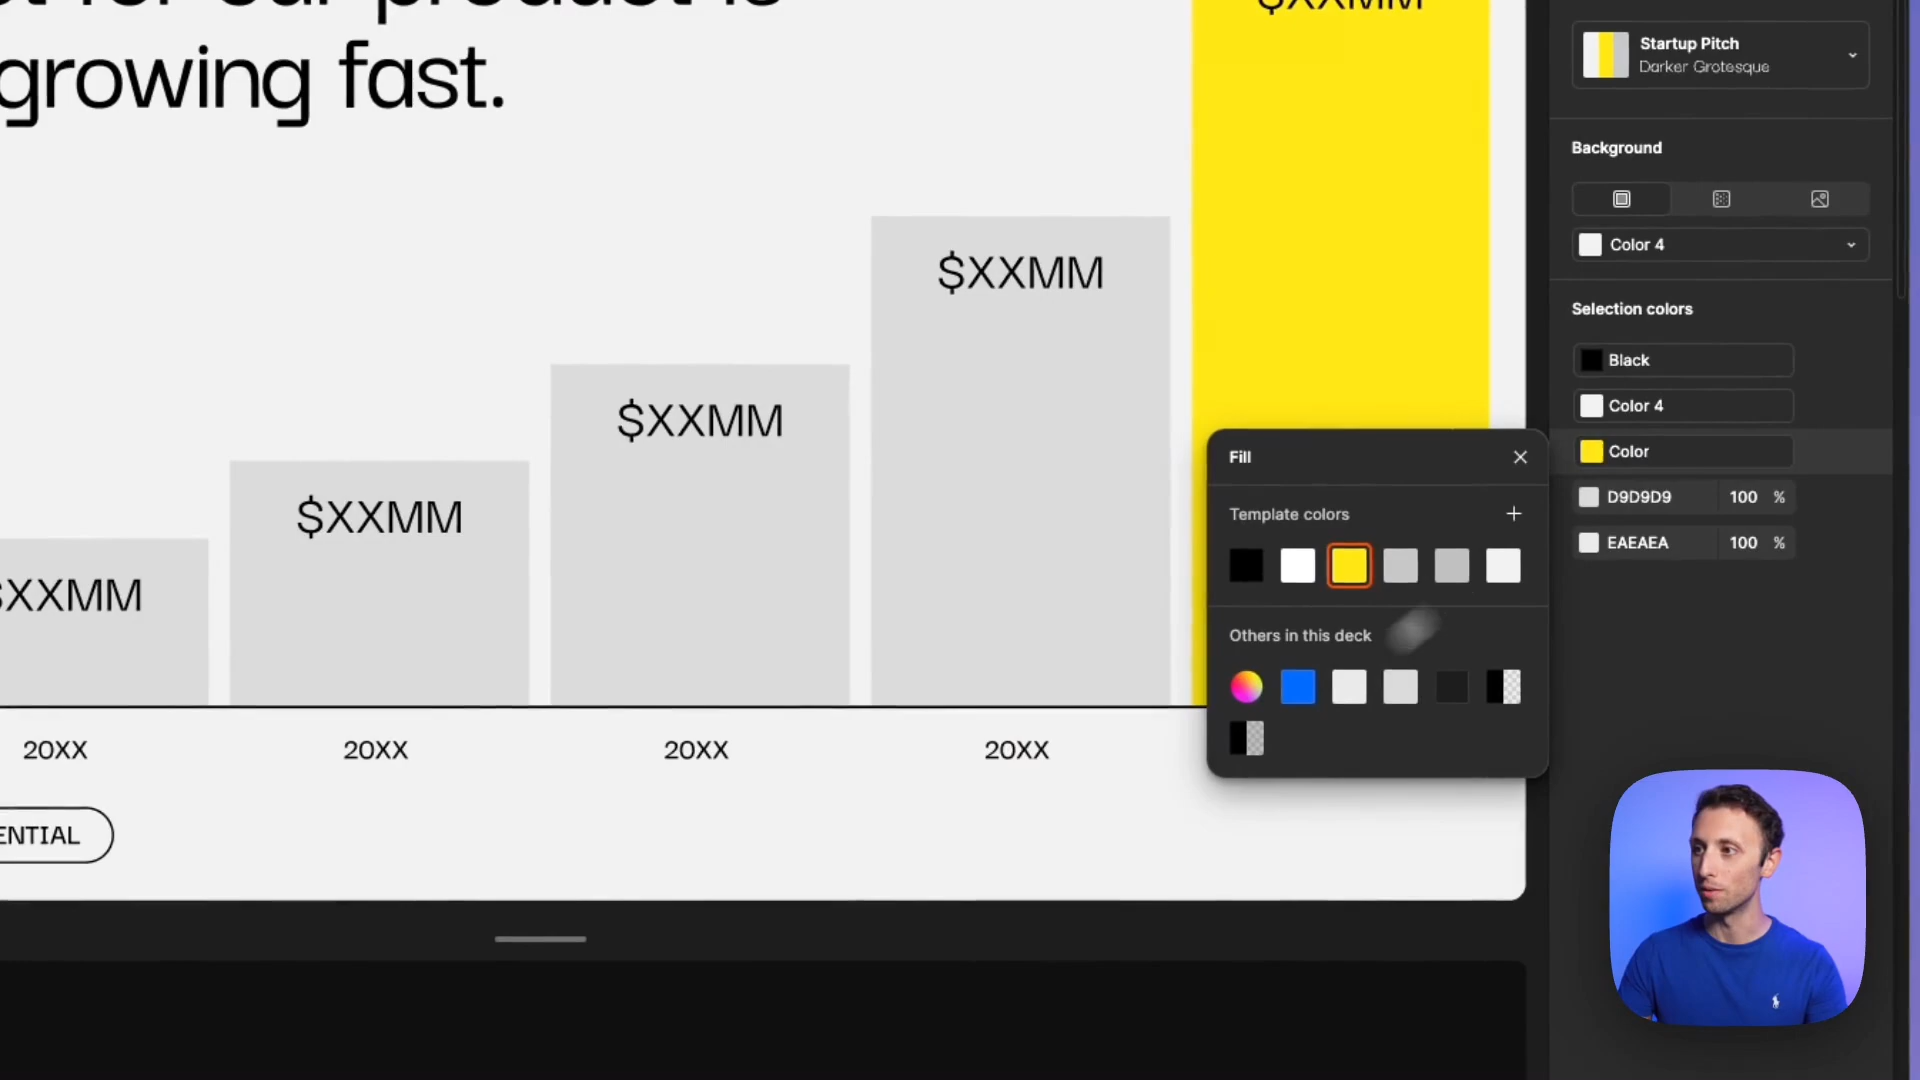 growing fast.
$XXMM
$XXMM
$XXMM
XXMM
20XX
20XX
20XX
20XX
ENTIAL
Startup Pitch
Darker Grotesque
Background
Color 4
Selection colors
Black
Color 4
Color
D9D9D9 100 %
EAEAEA 100 %
Fill
Template colors
Others in this deck